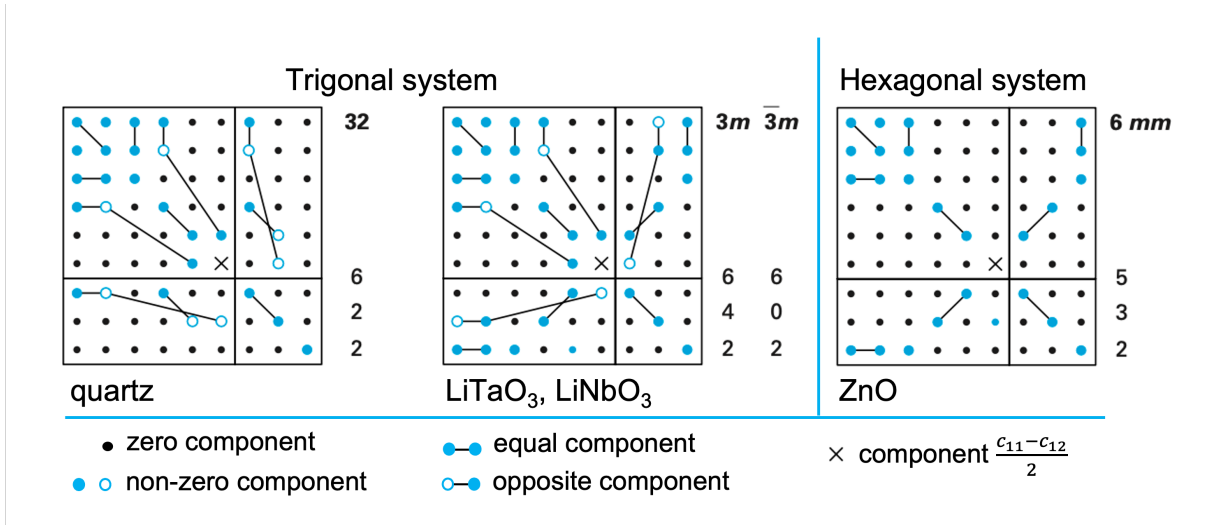 Trigonal system
Hexagonal system
32
3m 3̅m
6 mm
6
2
2
6 6
4 0
2 2
5
3
2
quartz
LiTaO₃, LiNbO₃
ZnO
zero component
equal component
× component (c₁₁−c₁₂)/2
non-zero component
opposite component